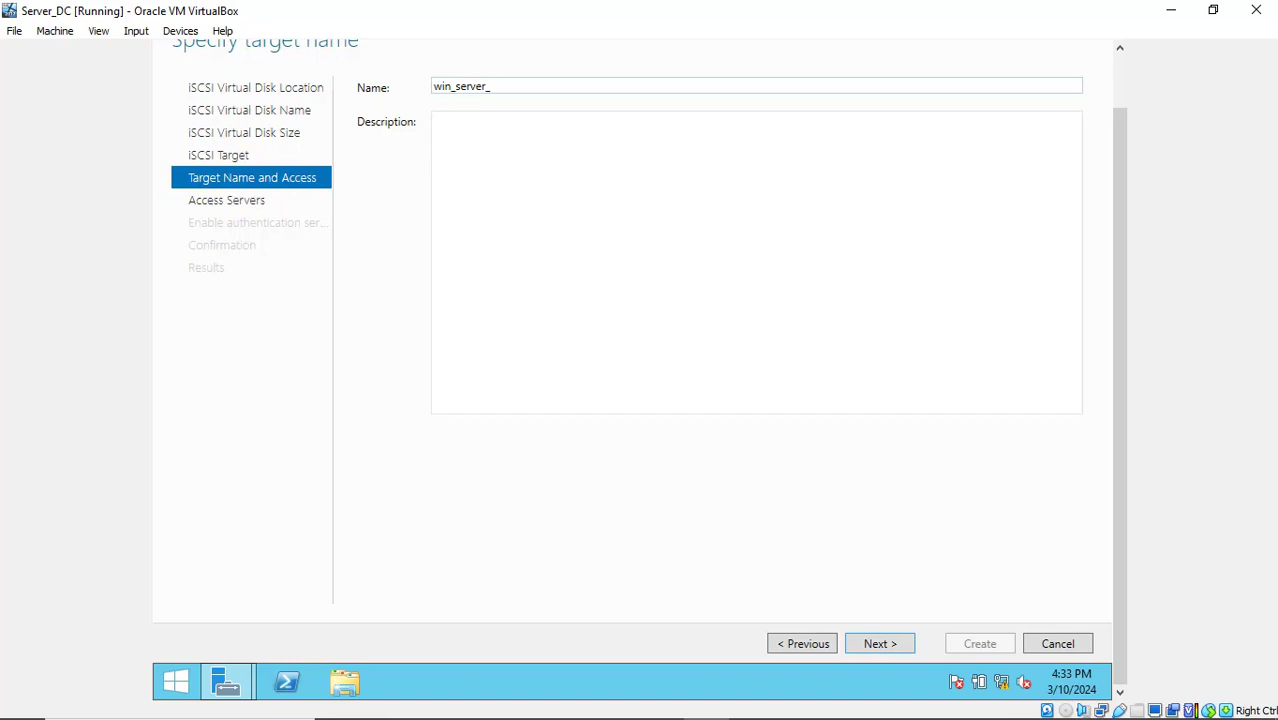 Server_DC [Running] - Oracle VM VirtualBox
File Machine View Input Devices Help
Specify target name
iSCSI Virtual Disk Location
iSCSI Virtual Disk Name
iSCSI Virtual Disk Size
iSCSI Target
Target Name and Access
Access Servers
Enable authentication ser...
Confirmation
Results
Name: win_server_
Description:
< Previous Next > Create Cancel
4:33 PM
3/10/2024
Right Ctrl